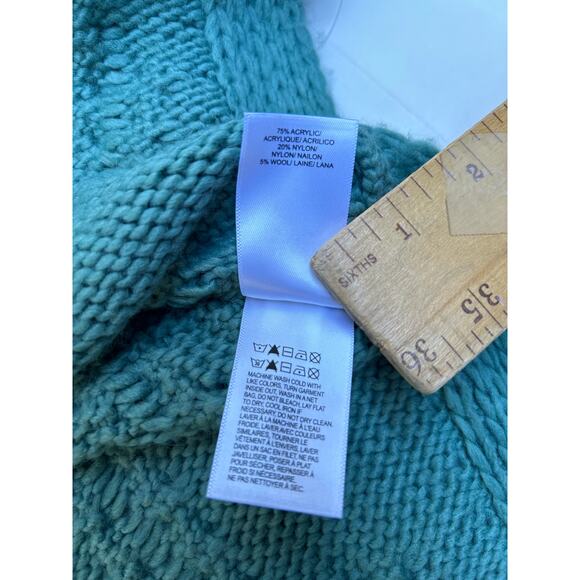 75% ACRYLIC/
ACRYLIQUE/ ACRILICO
20% NYLON/
NYLON/ NAILON
5% WOOL/ LAINE/ LANA
1
2
SIXTHS
35
36
MACHINE WASH COLD WITH
LIKE COLORS, TURN GARMENT
INSIDE OUT, WASH IN A NET
BAG, DO NOT BLEACH, LAY FLAT
TO DRY, COOL IRON IF
NECESSARY, DO NOT DRY CLEAN.
LAVER À LA MACHINE À L'EAU
FROIDE, LAVER AVEC COULEURS
SIMILAIRES, TOURNER LE
VÊTEMENT À L'ENVERS, LAVER
DANS UN SAC EN FILET, NE PAS
JAVELLISER, POSER À PLAT
POUR SÉCHER, REPASSER À
FROID SI NÉCESSAIRE,
NE PAS NETTOYER À SEC.